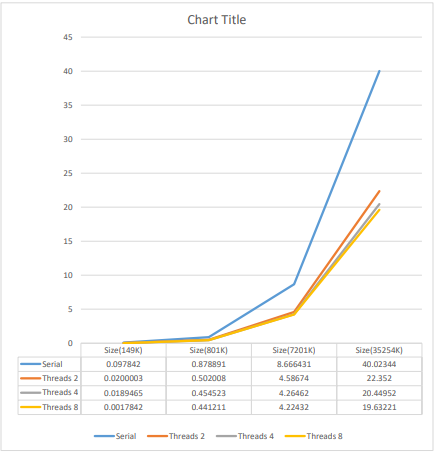 Chart Title
45
40
35
30
25
20
15
10
5
0
Size(149K) Size(801K) Size(7201K) Size(35254K)
Serial 0.097842 0.878891 8.666431 40.02344
Threads 2 0.0200003 0.502008 4.58674 22.352
Threads 4 0.0189465 0.454523 4.26462 20.44952
Threads 8 0.0017842 0.441211 4.22432 19.63221
Serial Threads 2 Threads 4 Threads 8